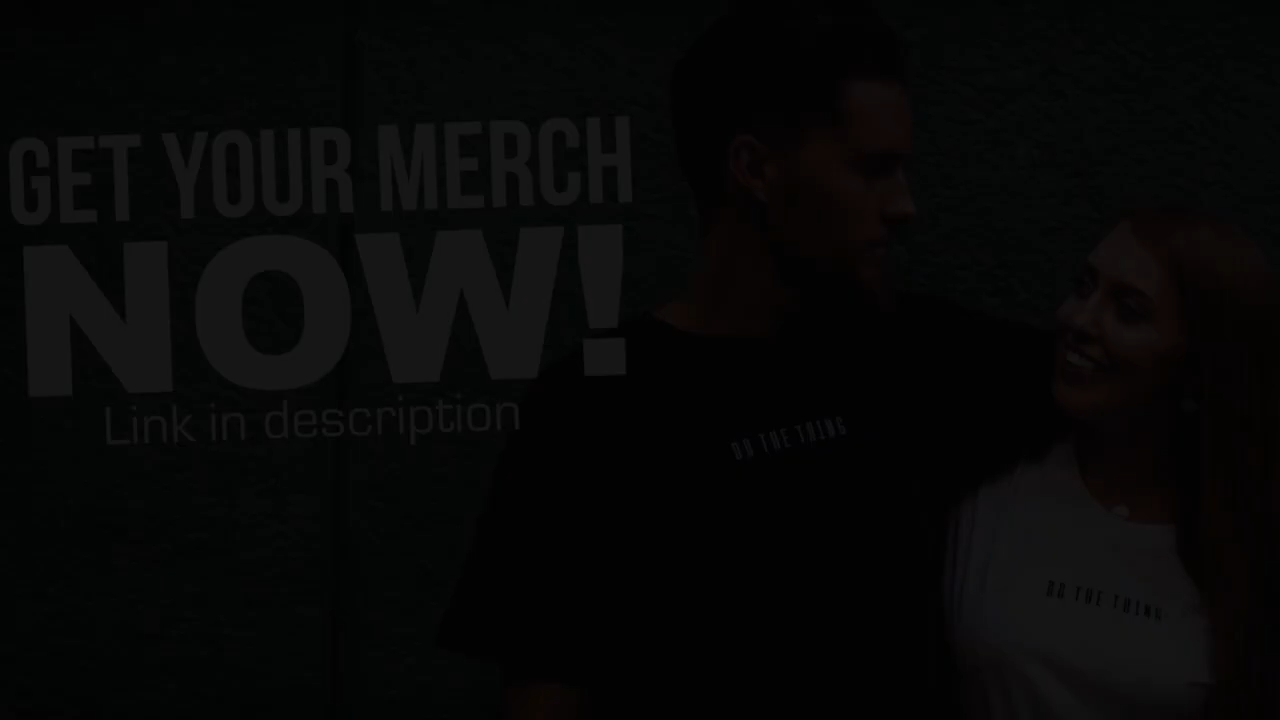 GET YOUR MERCH
NOW!
Link in description
DO THE THING
DO THE THING